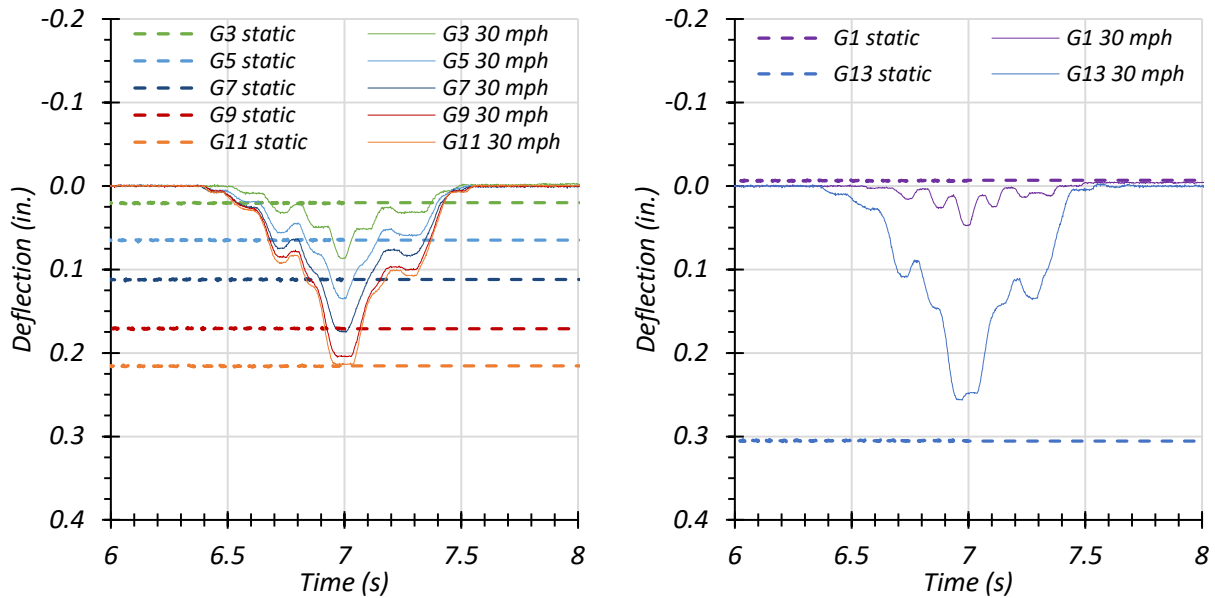 -0.2
-0.1
0.0
0.1
0.2
0.3
0.4
Deflection (in.)
G3 static G3 30 mph
G5 static G5 30 mph
G7 static G7 30 mph
G9 static G9 30 mph
G11 static G11 30 mph
6 6.5 7 7.5 8
Time (s)
-0.2
-0.1
0.0
0.1
0.2
0.3
0.4
Deflection (in.)
G1 static G1 30 mph
G13 static G13 30 mph
6 6.5 7 7.5 8
Time (s)